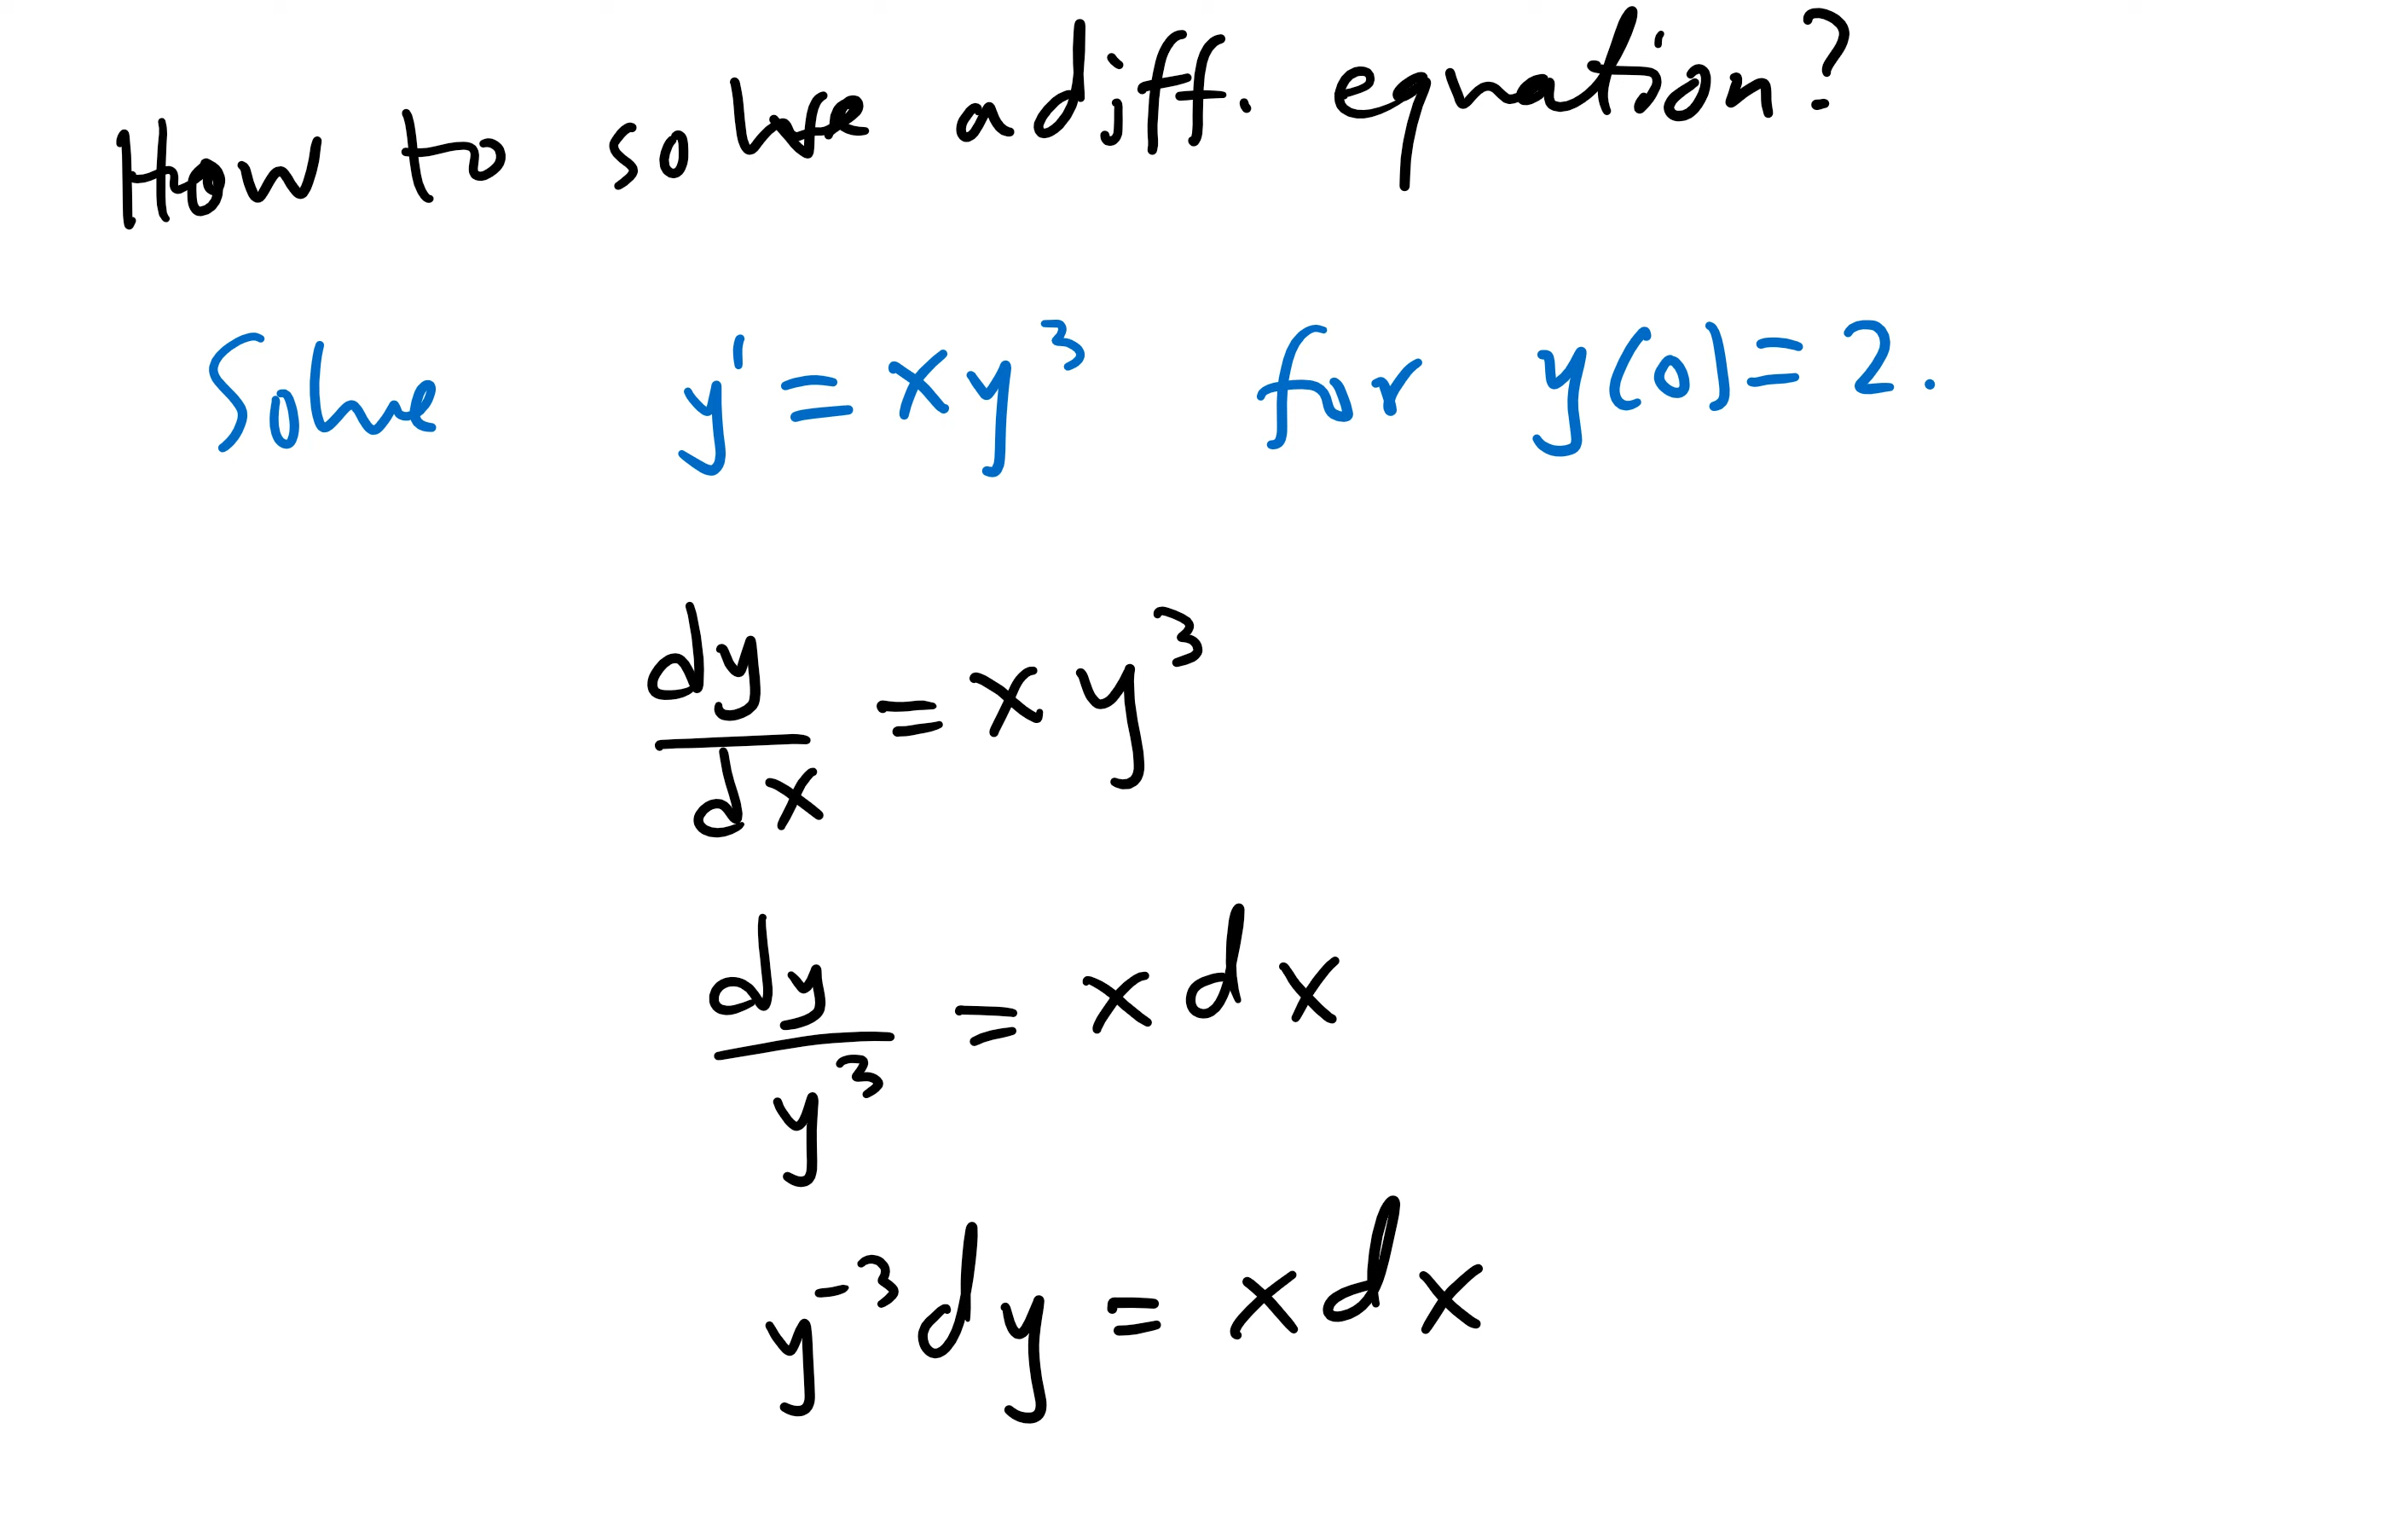 How to solve a diff. equation?
Solve y' = xy³ for y(0) = 2.
dy/dx = xy³
dy/y³ = x dx
y⁻³ dy = x dx